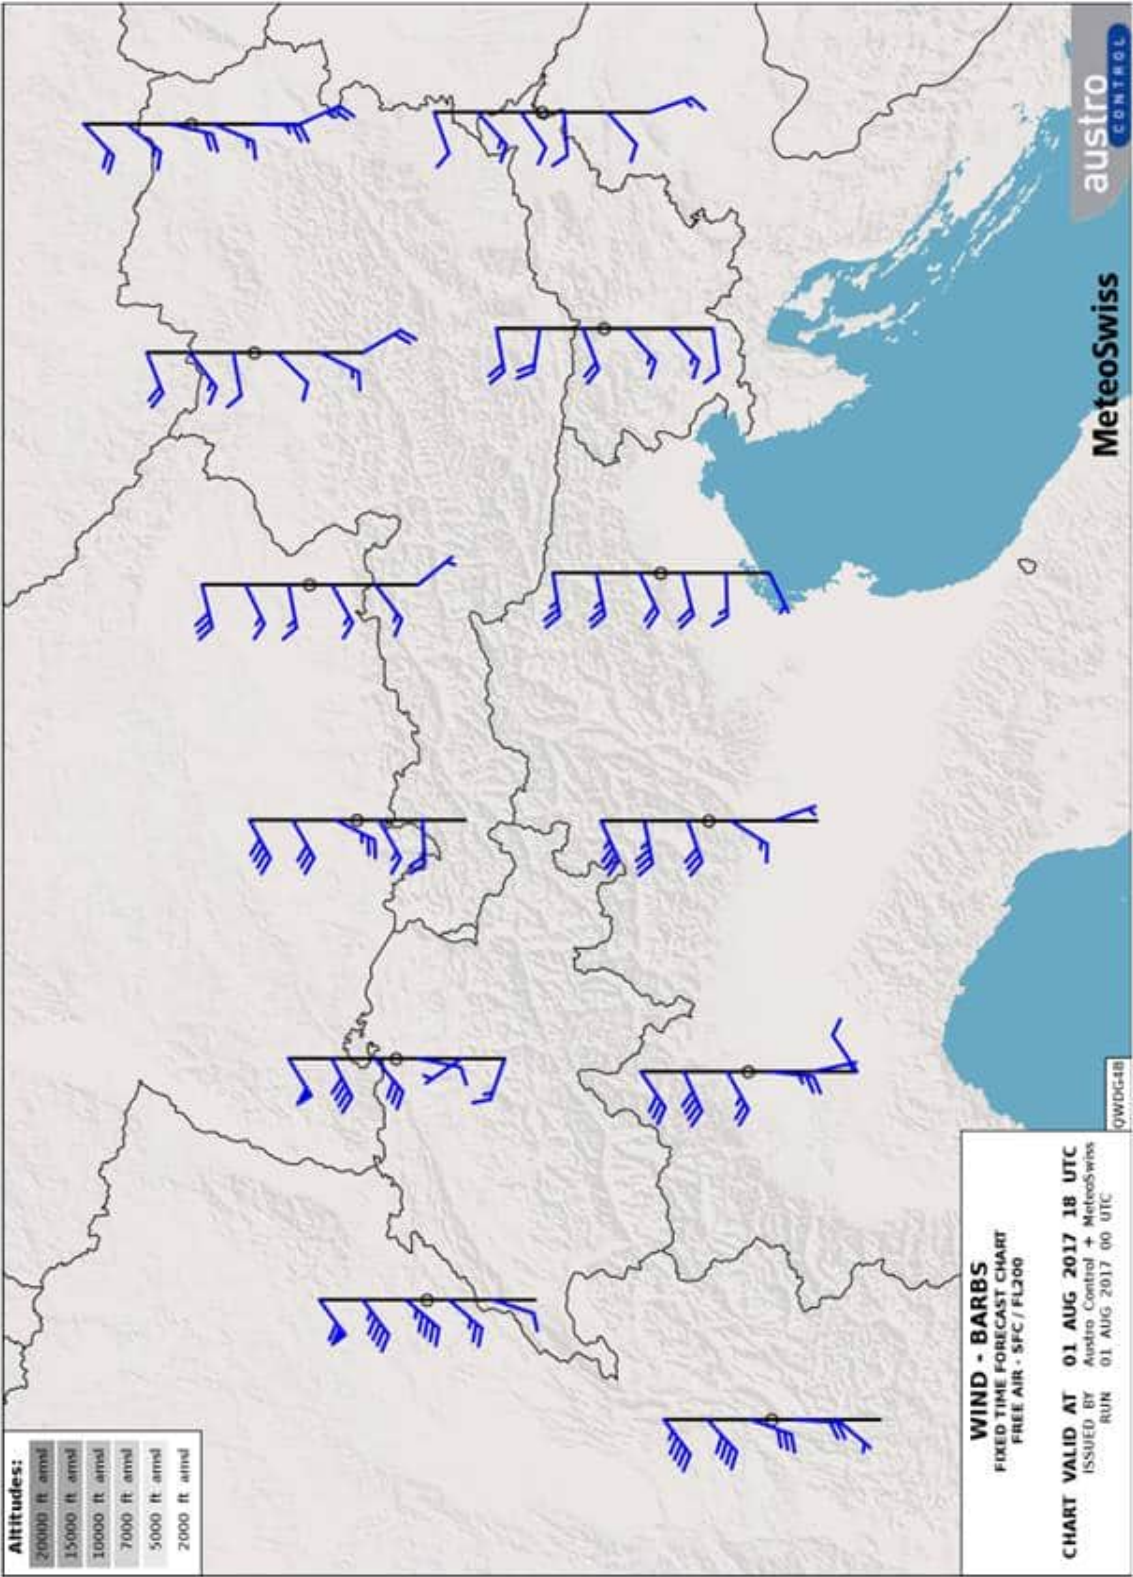 Altitudes:
20000 ft amsl
15000 ft amsl
10000 ft amsl
7000 ft amsl
5000 ft amsl
2000 ft amsl
WIND - BARBS
FIXED TIME FORECAST CHART
FREE AIR - SFC / FL200
CHART VALID AT 01 AUG 2017 18 UTC
ISSUED BY Austro Control + MeteoSwiss
RUN 01 AUG 2017 00 UTC
QWDG48
MeteoSwiss
austro
CONTROL